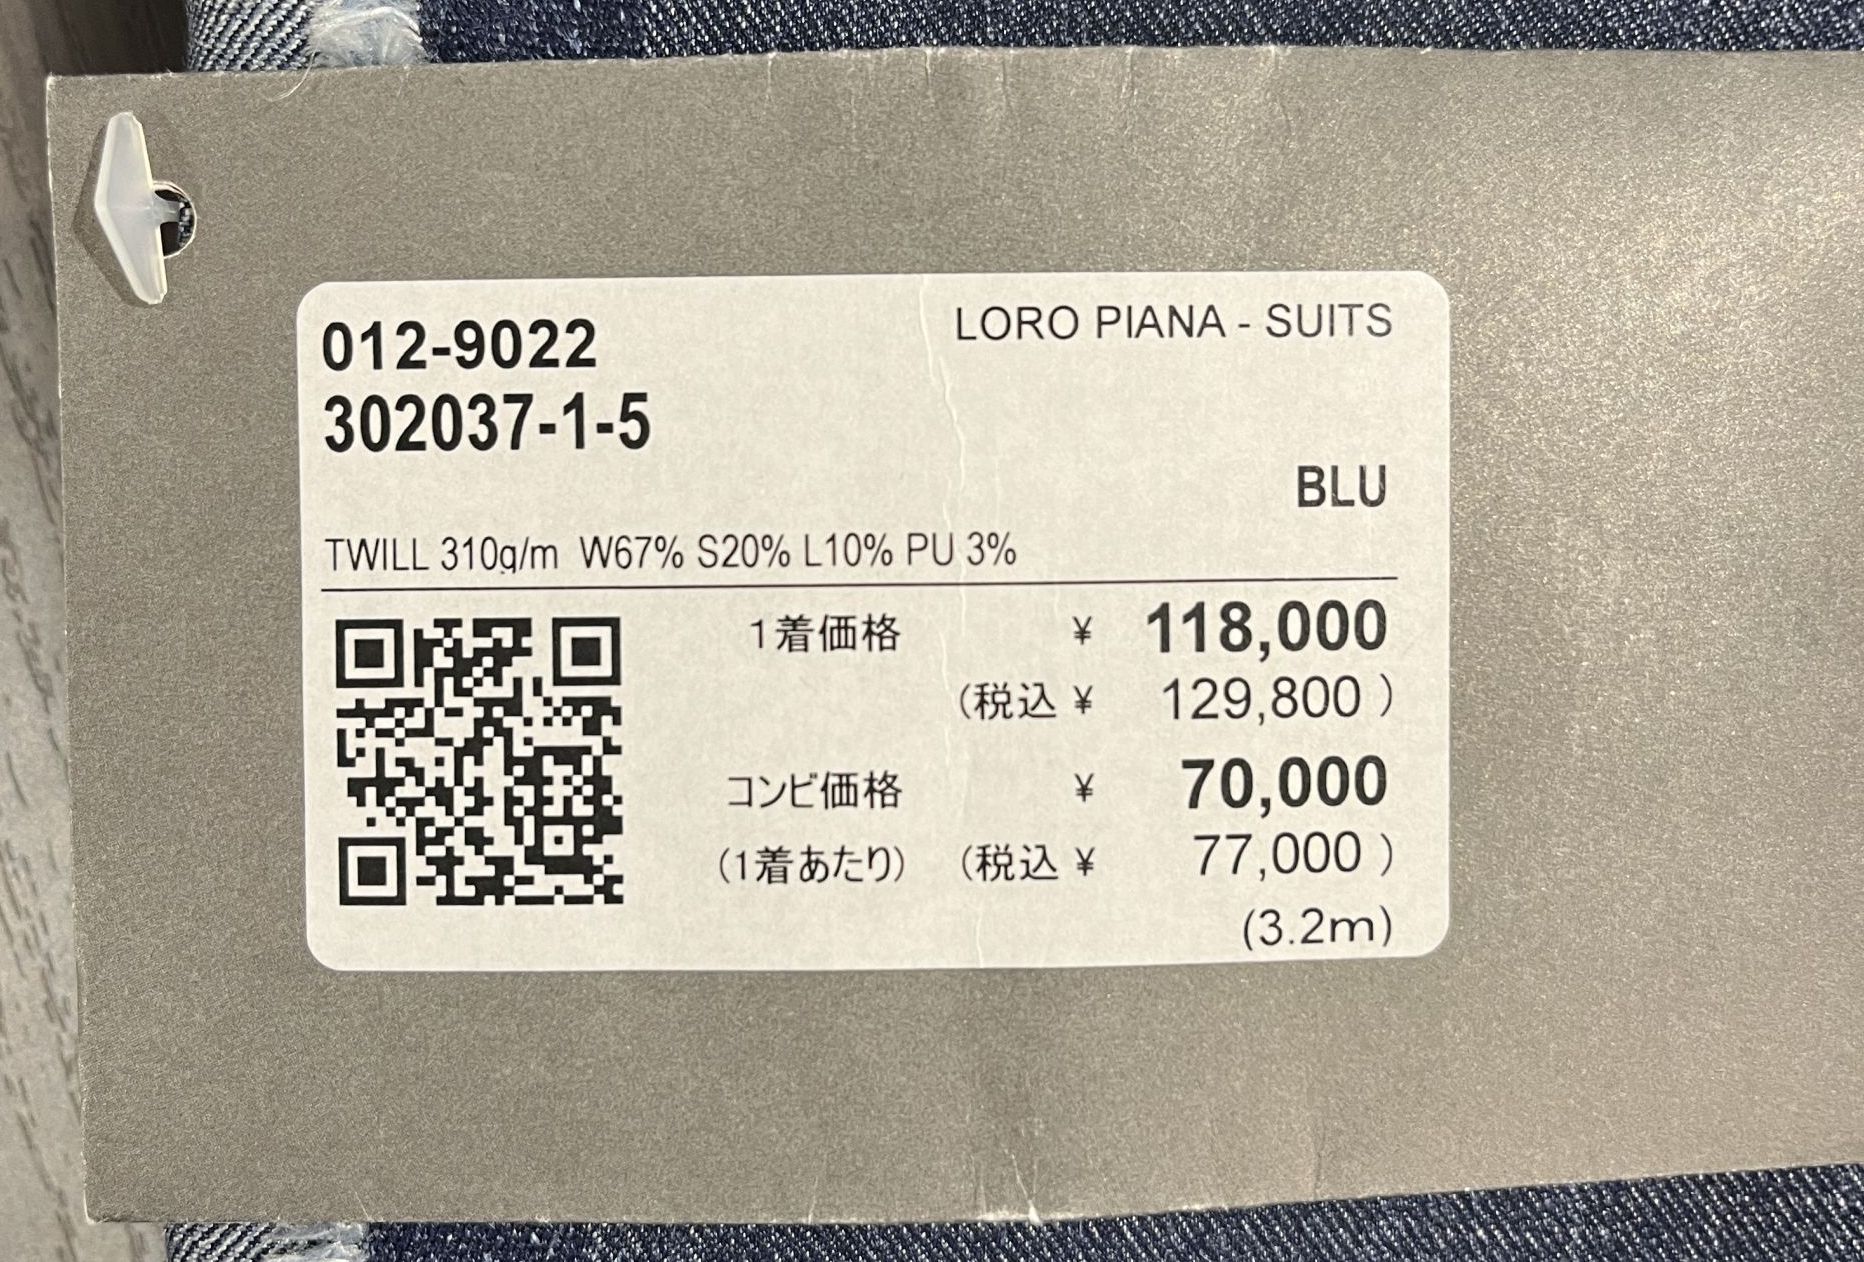 012-9022
LORO PIANA - SUITS
302037-1-5
BLU
TWILL 310g/m W67% S20% L10% PU 3%
1着価格 ¥ 118,000
(税込 ¥ 129,800 )
コンビ価格 ¥ 70,000
(1着あたり) (税込 ¥ 77,000 )
(3.2m)